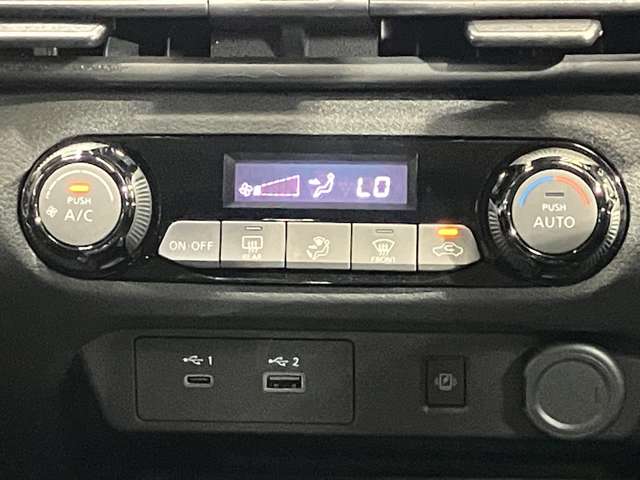 PUSH
A/C
LO
PUSH
AUTO
ON·OFF
REAR
FRONT
1
2